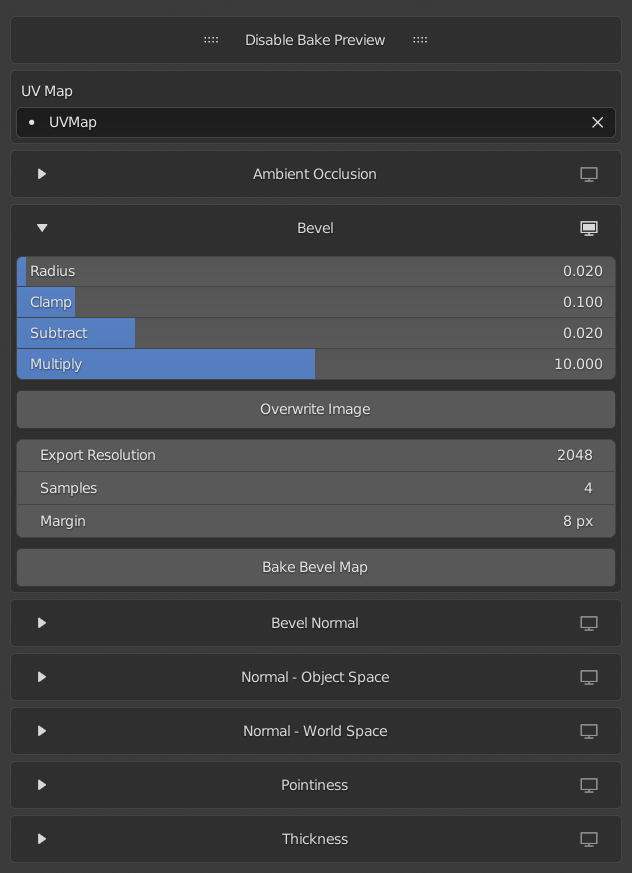 Disable Bake Preview
UV Map
UVMap
Ambient Occlusion
Bevel
Radius 0.020
Clamp 0.100
Subtract 0.020
Multiply 10.000
Overwrite Image
Export Resolution 2048
Samples 4
Margin 8 px
Bake Bevel Map
Bevel Normal
Normal - Object Space
Normal - World Space
Pointiness
Thickness